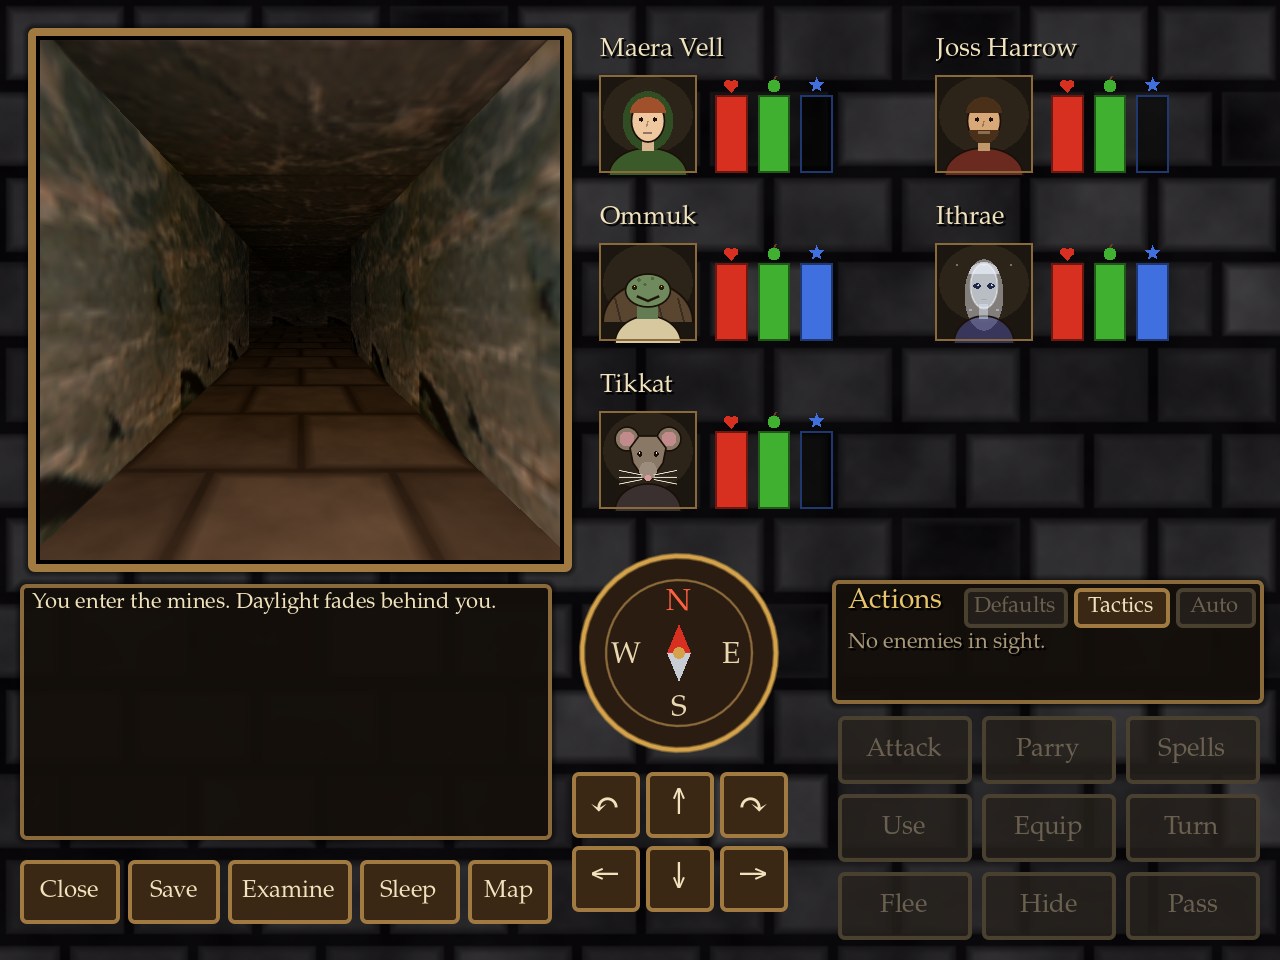 Maera Vell
Joss Harrow
Ommuk
Ithrae
Tikkat
You enter the mines. Daylight fades behind you.
N
W E
S
Actions Defaults Tactics Auto
No enemies in sight.
Attack Parry Spells
Use Equip Turn
Flee Hide Pass
Close Save Examine Sleep Map